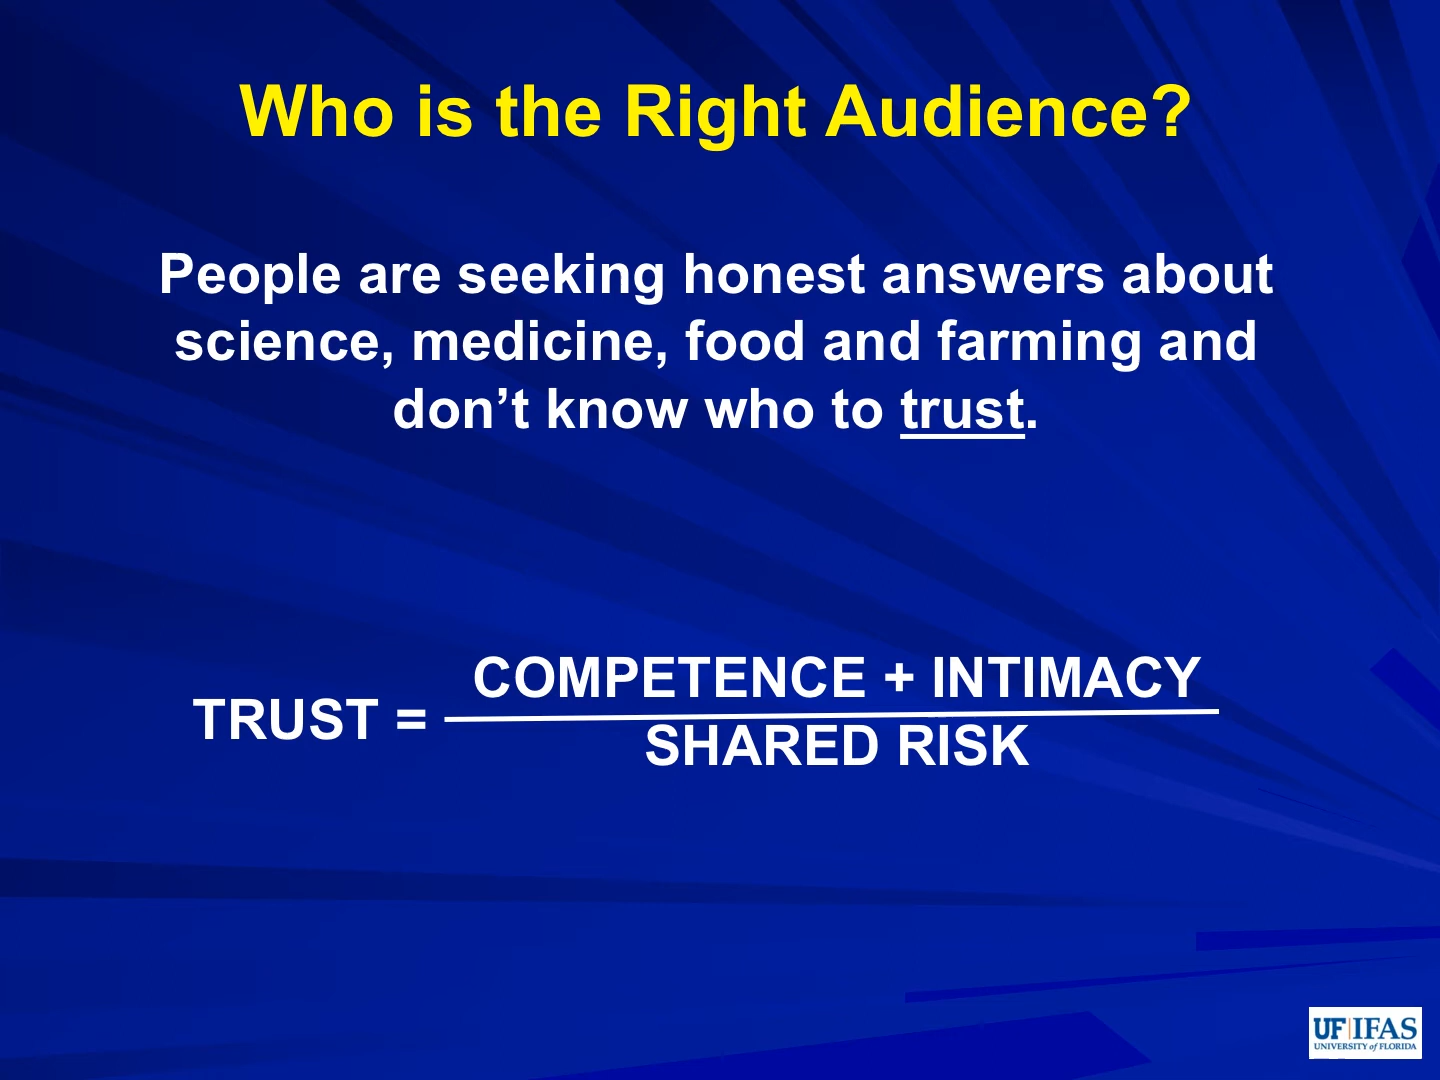 Who is the Right Audience?
People are seeking honest answers about
science, medicine, food and farming and
don’t know who to trust.
COMPETENCE + INTIMACY
TRUST =
SHARED RISK
UF|IFAS
UNIVERSITY of FLORIDA